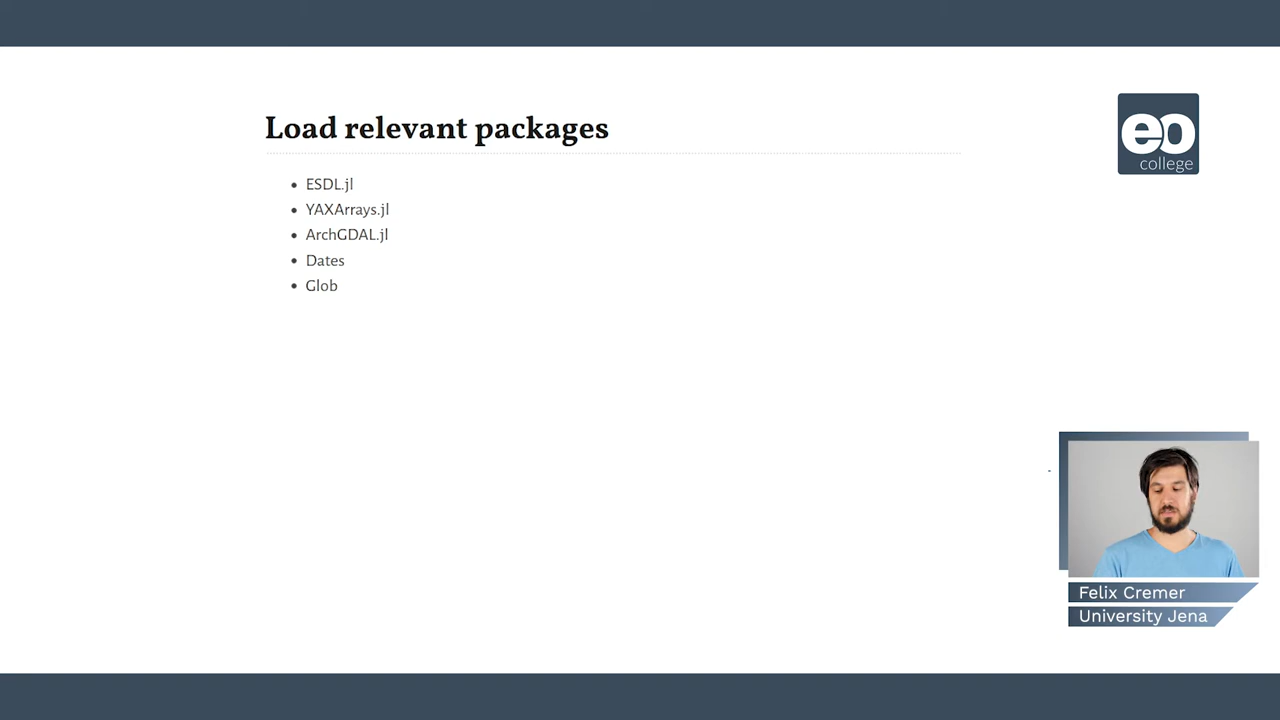 Load relevant packages
eo
college
ESDL.jl
YAXArrays.jl
ArchGDAL.jl
Dates
Glob
Felix Cremer
University Jena